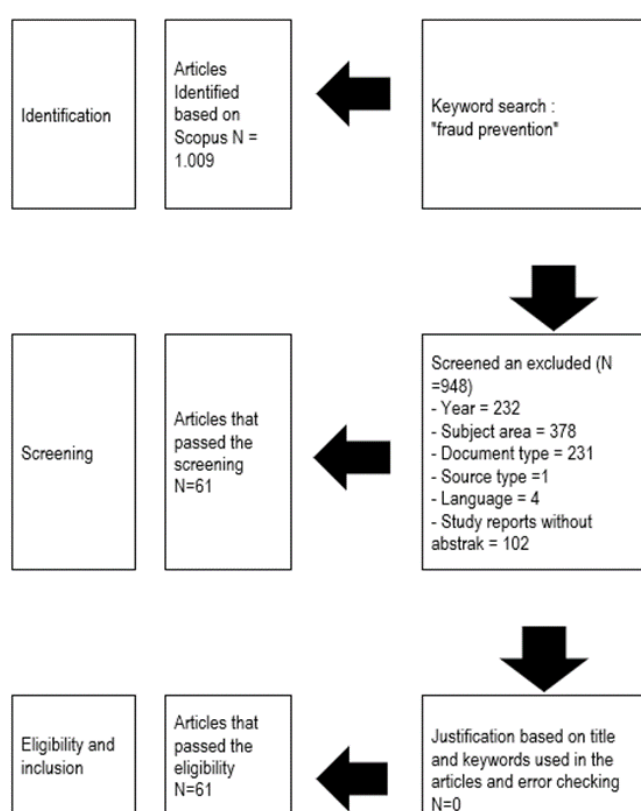 Identification
Articles
Identified
based on
Scopus N =
1.009
Keyword search :
"fraud prevention"
Screening
Articles that
passed the
screening
N=61
Screened an excluded (N
=948)
- Year = 232
- Subject area = 378
- Document type = 231
- Source type =1
- Language = 4
- Study reports without
abstrak = 102
Eligibility and
inclusion
Articles that
passed the
eligibility
N=61
Justification based on title
and keywords used in the
articles and error checking
N=0